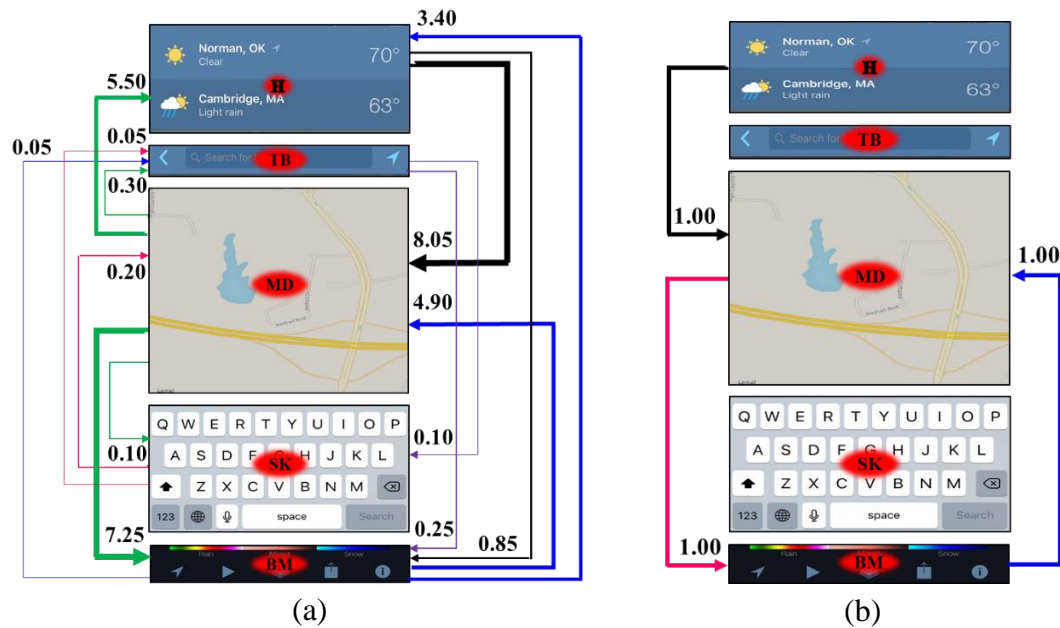 3.40
Norman, OK
Clear
70°
5.50
H
Cambridge, MA
Light rain
63°
0.05
0.05
Search for
TB
0.30
8.05
0.20
MD
4.90
Q W E R T Y U I O P
A S D F G H J K L
0.10
0.10
SK
Z X C V B N M
123
space
Search
7.25
0.25
0.85
Rain
Mixed
Snow
BM
(a)
Norman, OK
Clear
70°
H
Cambridge, MA
Light rain
63°
Search for
TB
1.00
1.00
MD
Q W E R T Y U I O P
A S D F G H J K L
SK
Z X C V B N M
123
space
Search
1.00
Rain
Snow
BM
(b)